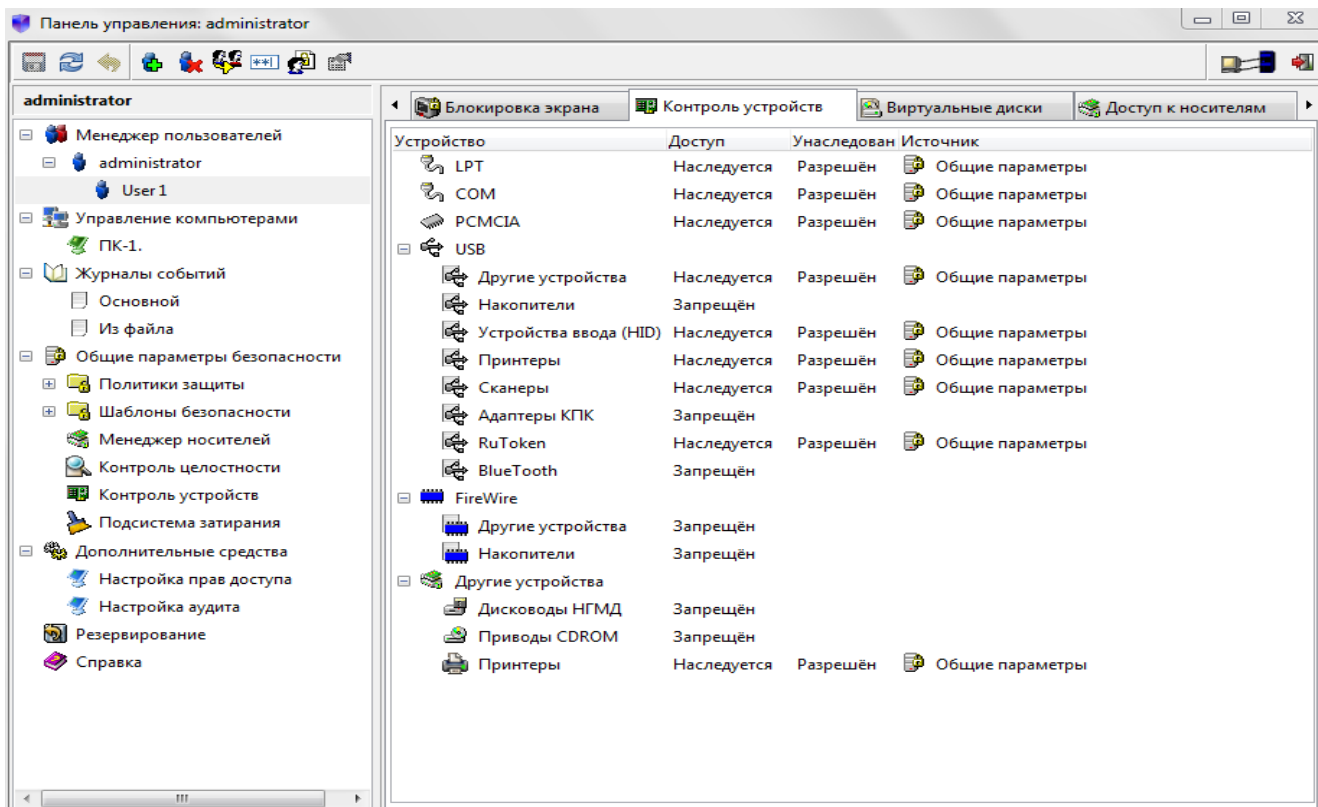 Панель управления: administrator
administrator
Менеджер пользователей
administrator
User 1
Управление компьютерами
ПК-1.
Журналы событий
Основной
Из файла
Общие параметры безопасности
Политики защиты
Шаблоны безопасности
Менеджер носителей
Контроль целостности
Контроль устройств
Подсистема затирания
Дополнительные средства
Настройка прав доступа
Настройка аудита
Резервирование
Справка
Блокировка экрана Контроль устройств Виртуальные диски Доступ к носителям
Устройство Доступ Унаследован Источник
LPT Наследуется Разрешён Общие параметры
COM Наследуется Разрешён Общие параметры
PCMCIA Наследуется Разрешён Общие параметры
USB
Другие устройства Наследуется Разрешён Общие параметры
Накопители Запрещён
Устройства ввода (HID) Наследуется Разрешён Общие параметры
Принтеры Наследуется Разрешён Общие параметры
Сканеры Наследуется Разрешён Общие параметры
Адаптеры КПК Запрещён
RuToken Наследуется Разрешён Общие параметры
BlueTooth Запрещён
FireWire
Другие устройства Запрещён
Накопители Запрещён
Другие устройства
Дисководы НГМД Запрещён
Приводы CDROM Запрещён
Принтеры Наследуется Разрешён Общие параметры